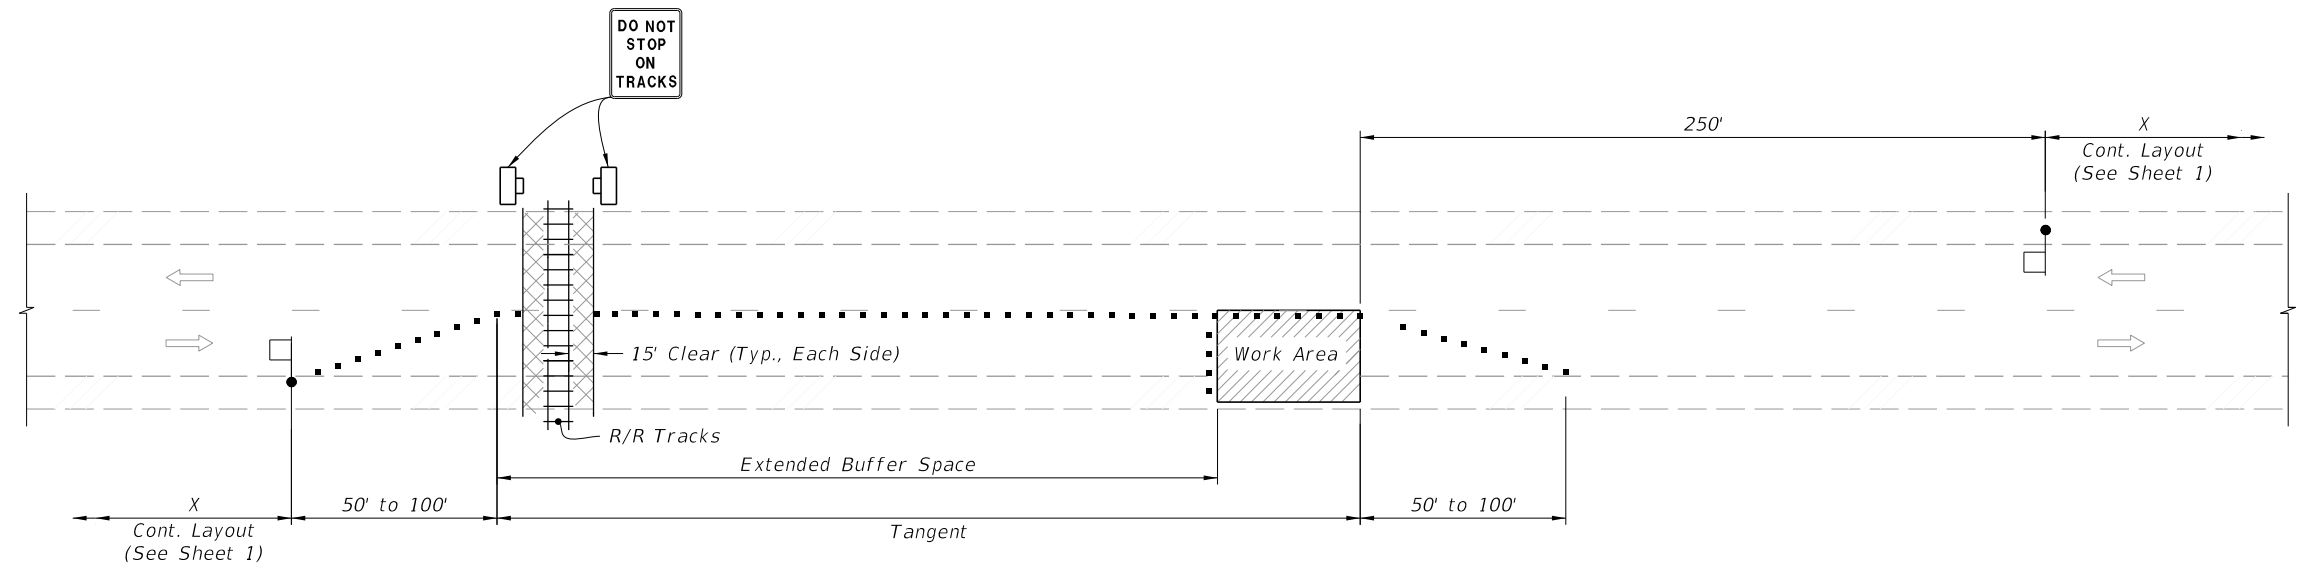 DO NOT
STOP
ON
TRACKS
250'
X
Cont. Layout
(See Sheet 1)
15' Clear (Typ., Each Side)
Work Area
R/R Tracks
Extended Buffer Space
X
Cont. Layout
(See Sheet 1)
50' to 100'
Tangent
50' to 100'